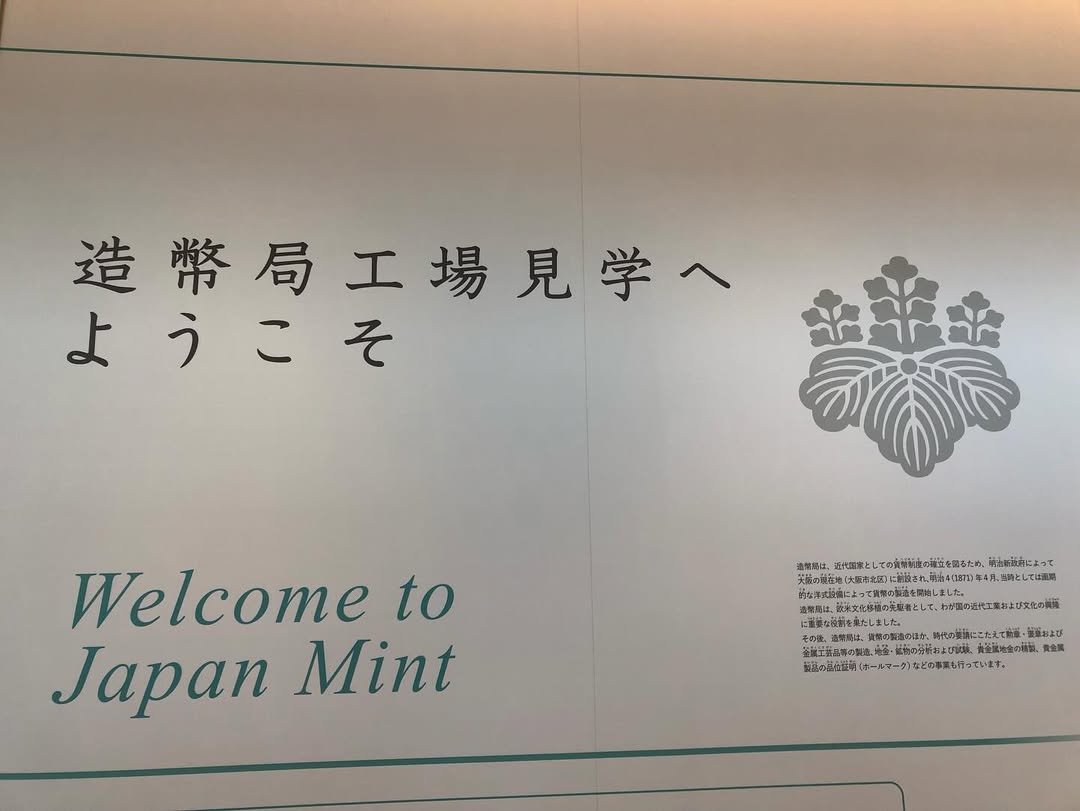 造幣局工場見学へ
ようこそ
Welcome to
Japan Mint
造幣局は、近代国家としての貨幣制度の確立を図るため、明治新政府によって
大阪の現在地（大阪市北区）に創設され、明治4（1871）年4月、当時としては画期
的な洋式設備によって貨幣の製造を開始しました。
造幣局は、欧米文化移植の先駆者として、わが国の近代工業および文化の興隆
に重要な役割を果たしました。
その後、造幣局は、貨幣の製造のほか、時代の要請にこたえて勲章・褒章および
金属工芸品等の製造、地金・鉱物の分析および試験、貴金属地金の精製、貴金属
製品の品位証明（ホールマーク）などの事業も行っています。